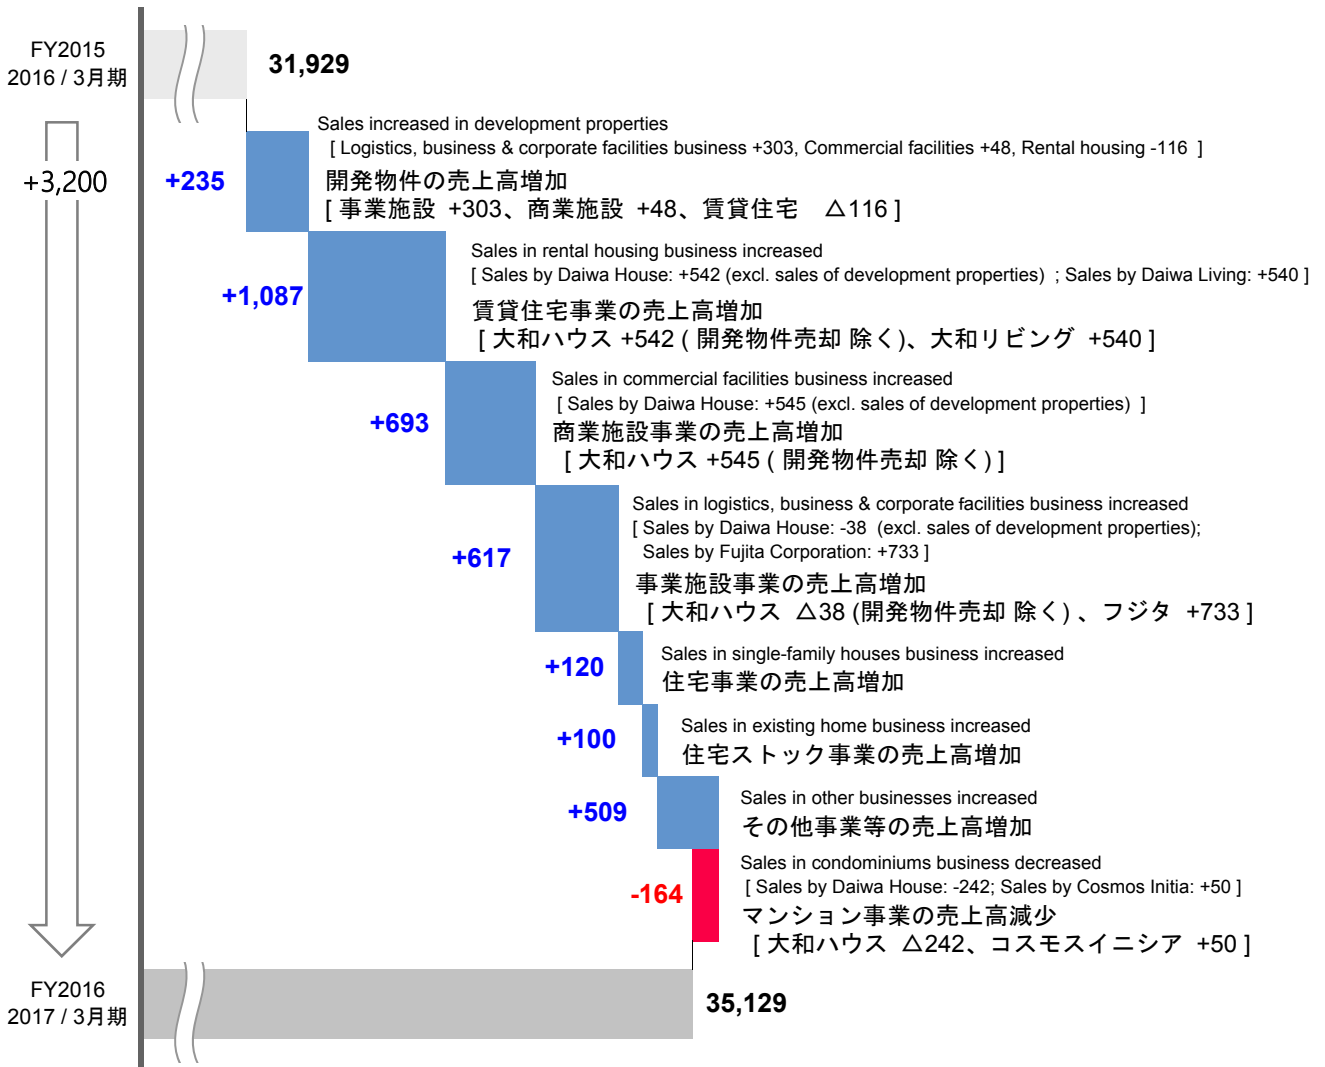 FY2015
2016 / 3月期
31,929
+3,200
Sales increased in development properties
[ Logistics, business & corporate facilities business +303, Commercial facilities +48, Rental housing -116 ]
+235
開発物件の売上高増加
[ 事業施設 +303、商業施設 +48、賃貸住宅　△116 ]
Sales in rental housing business increased
[ Sales by Daiwa House: +542 (excl. sales of development properties) ; Sales by Daiwa Living: +540 ]
+1,087
賃貸住宅事業の売上高増加
[ 大和ハウス +542 ( 開発物件売却 除く)、大和リビング +540 ]
Sales in commercial facilities business increased
[ Sales by Daiwa House: +545 (excl. sales of development properties) ]
+693
商業施設事業の売上高増加
[ 大和ハウス +545 ( 開発物件売却 除く) ]
Sales in logistics, business & corporate facilities business increased
[ Sales by Daiwa House: -38 (excl. sales of development properties);
Sales by Fujita Corporation: +733 ]
+617
事業施設事業の売上高増加
[ 大和ハウス △38 (開発物件売却 除く) 、フジタ +733 ]
Sales in single-family houses business increased
+120
住宅事業の売上高増加
Sales in existing home business increased
+100
住宅ストック事業の売上高増加
Sales in other businesses increased
+509
その他事業等の売上高増加
Sales in condominiums business decreased
[ Sales by Daiwa House: -242; Sales by Cosmos Initia: +50 ]
-164
マンション事業の売上高減少
[ 大和ハウス △242、コスモスイニシア +50 ]
FY2016
2017 / 3月期
35,129